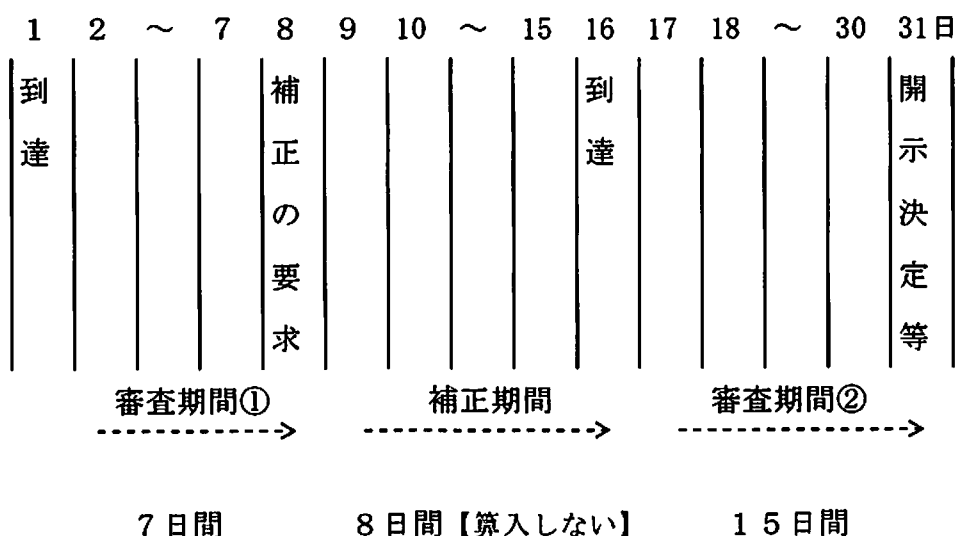 1 2 ～ 7 8 9 10 ～ 15 16 17 18 ～ 30 31日
到達
補正の要求
到達
開示決定等
審査期間① 補正期間 審査期間②
7日間 8日間【算入しない】 15日間